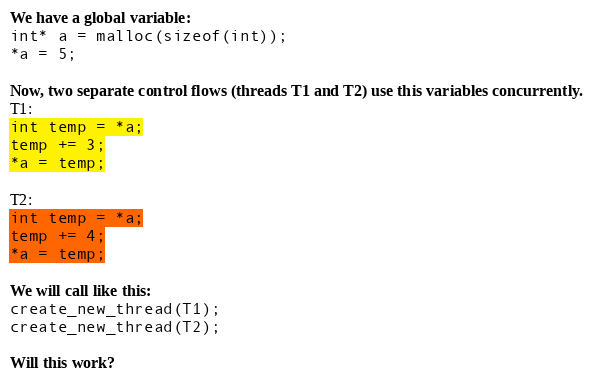 We have a global variable:
int* a = malloc(sizeof(int));
*a = 5;
Now, two separate control flows (threads T1 and T2) use this variables concurrently.
T1:
int temp = *a;
temp += 3;
*a = temp;
T2:
int temp = *a;
temp += 4;
*a = temp;
We will call like this:
create_new_thread(T1);
create_new_thread(T2);
Will this work?